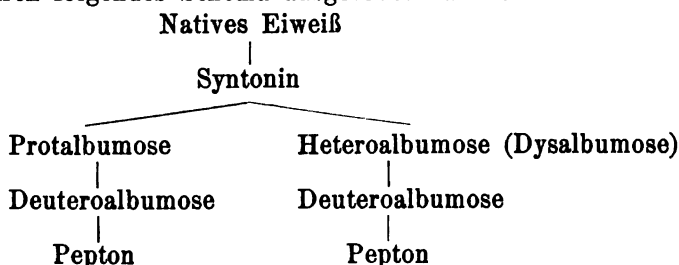 Natives Eiweiß
Syntonin
Protalbumose Heteroalbumose (Dysalbumose)
Deuteroalbumose Deuteroalbumose
Pepton Pepton